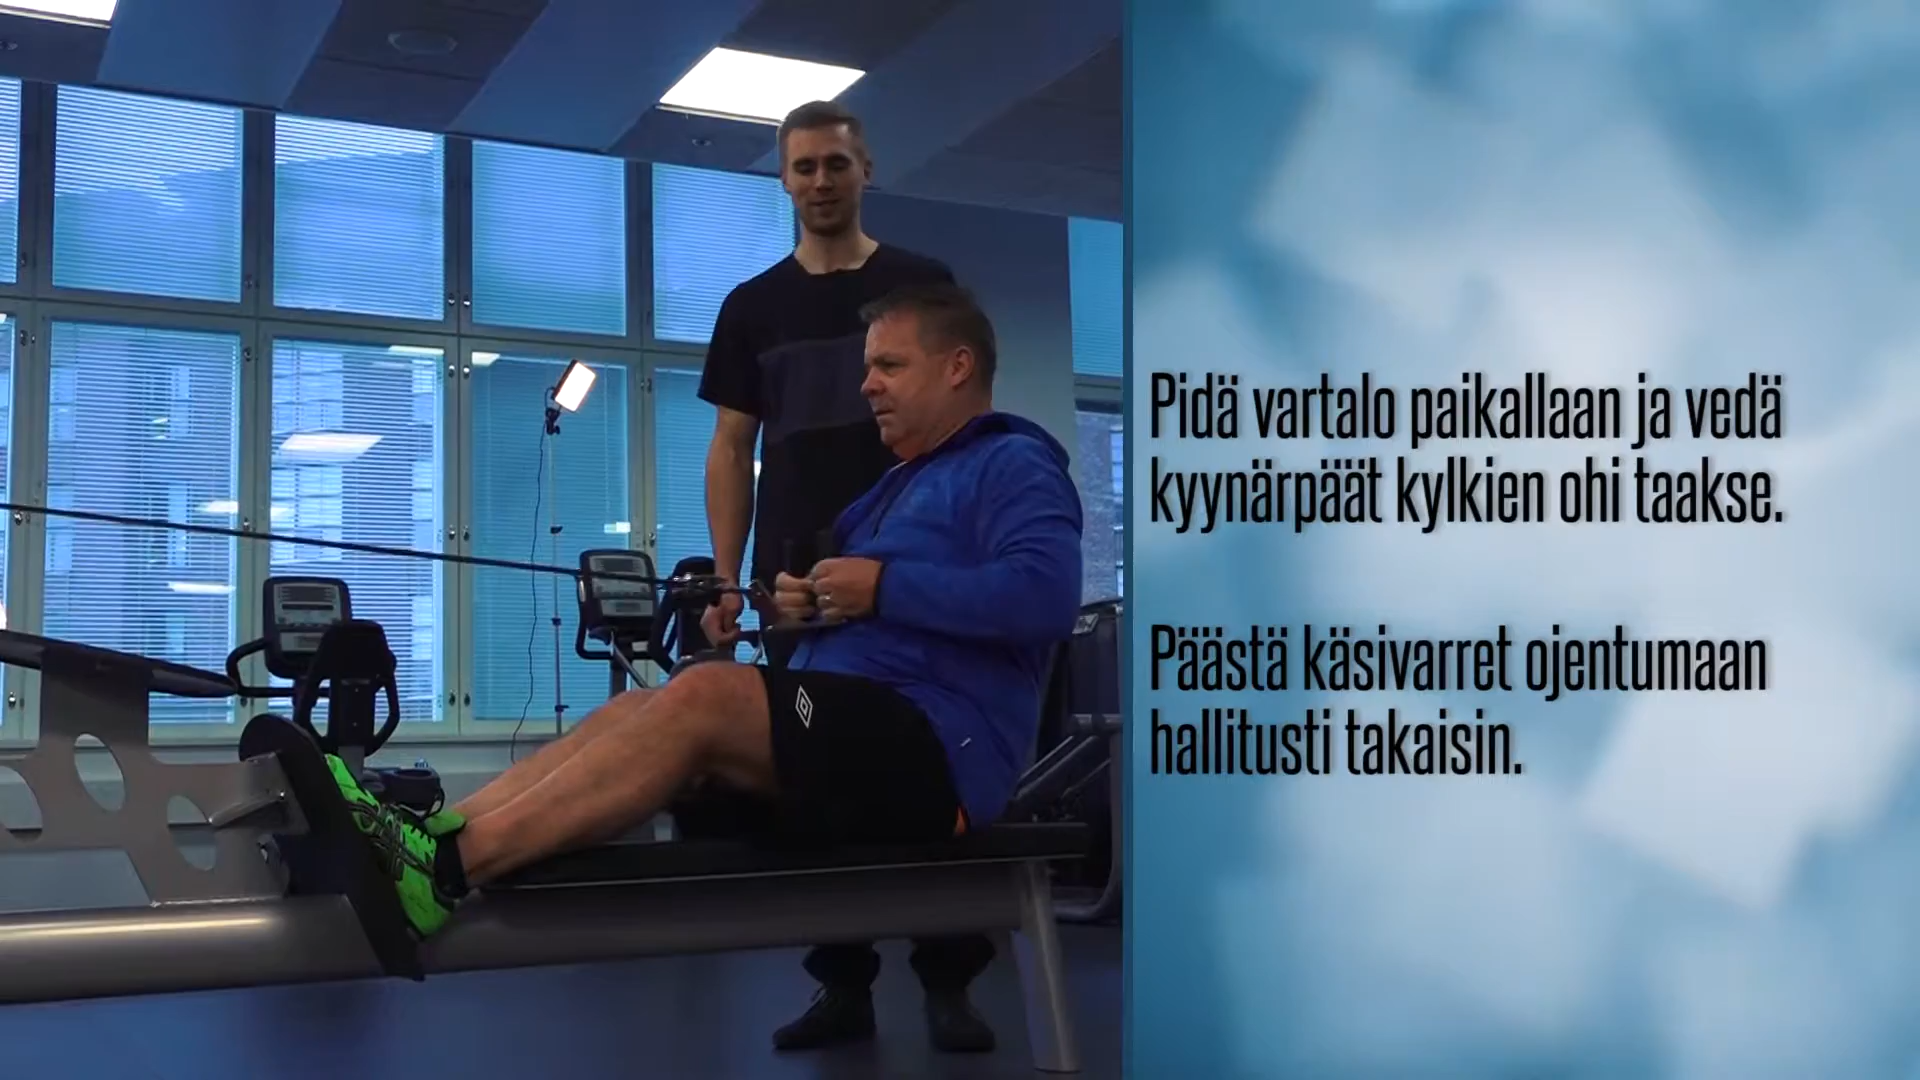 Pidä vartalo paikallaan ja vedä
kyynärpäät kylkien ohi taakse.
Päästä käsivarret ojentumaan
hallitusti takaisin.